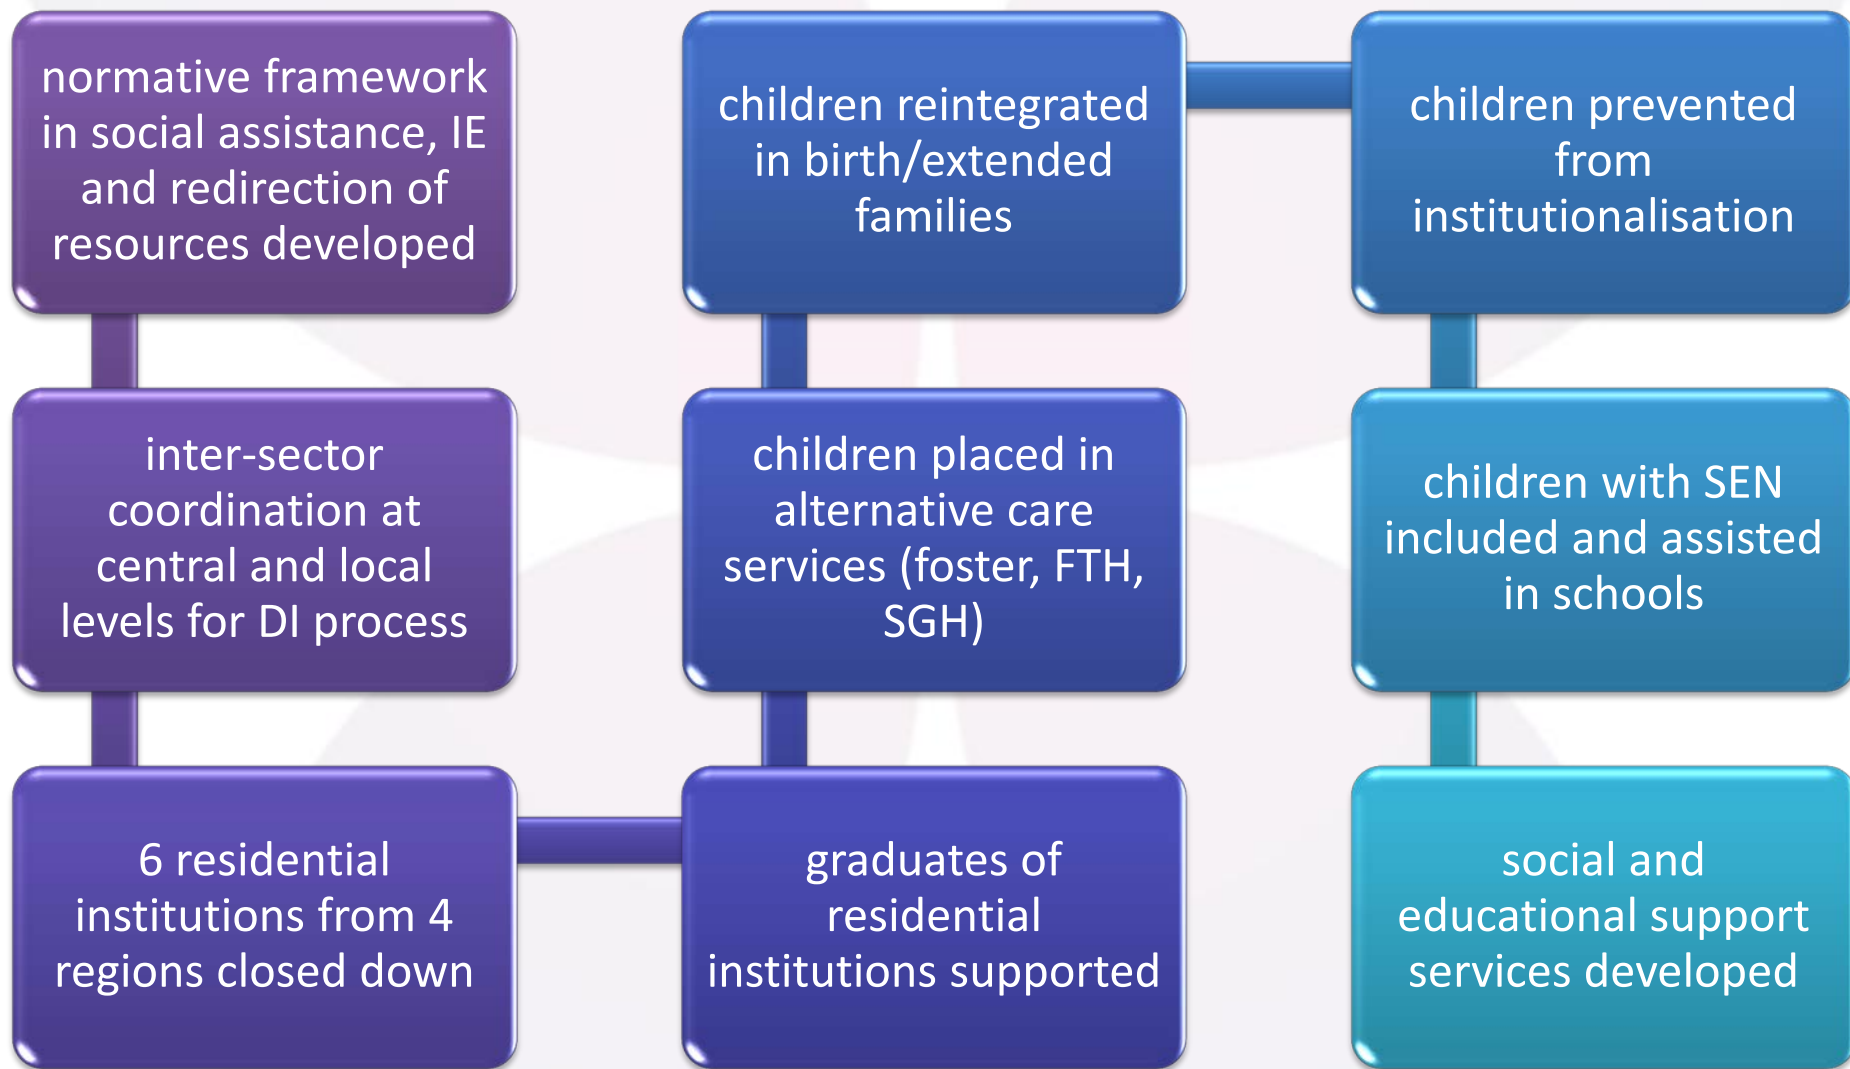 normative framework
in social assistance, IE
and redirection of
resources developed
inter-sector
coordination at
central and local
levels for DI process
6 residential
institutions from 4
regions closed down
graduates of
residential
institutions supported
children placed in
alternative care
services (foster, FTH,
SGH)
children reintegrated
in birth/extended
families
children prevented
from
institutionalisation
children with SEN
included and assisted
in schools
social and
educational support
services developed